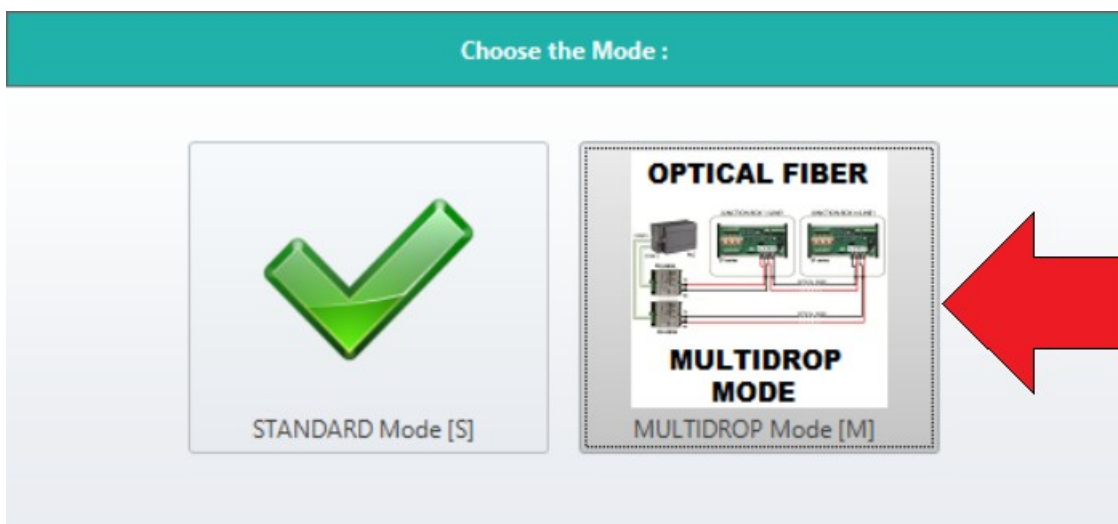 Choose the Mode :
OPTICAL FIBER
MULTIDROP
MODE
STANDARD Mode [S]
MULTIDROP Mode [M]